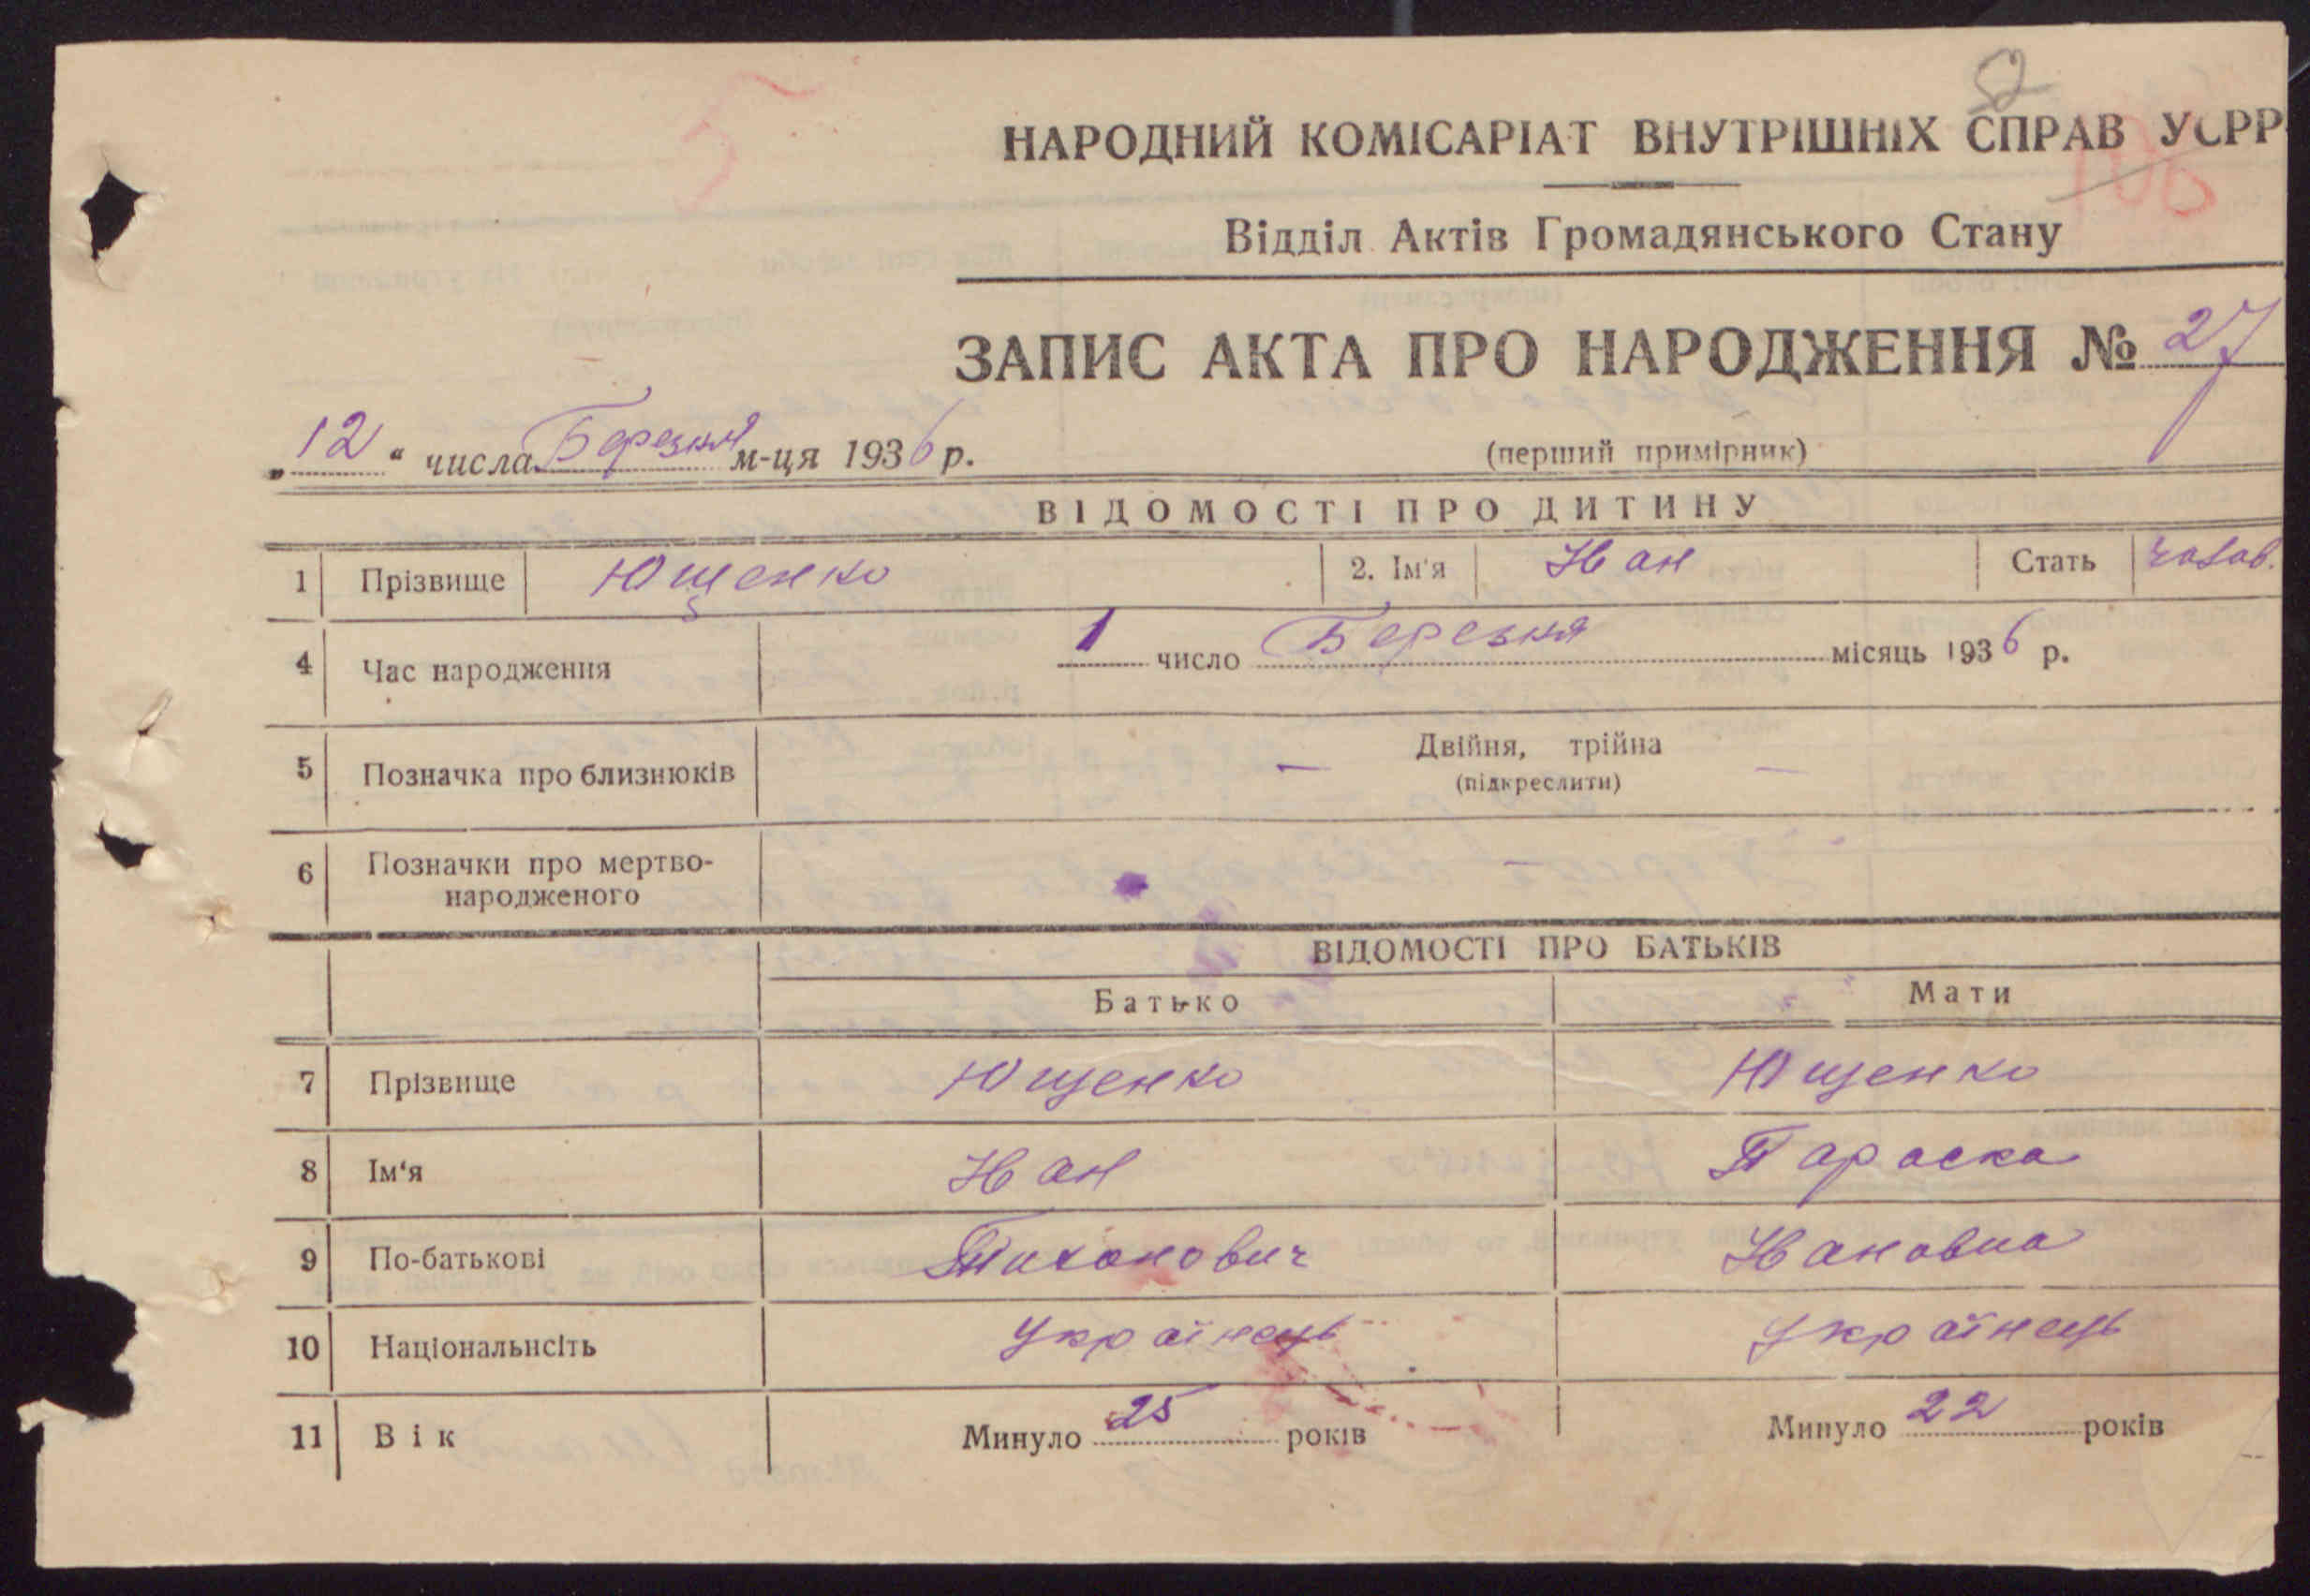 52
НАРОДНИЙ КОМІСАРІАТ ВНУТРІШНІХ СПРАВ УСРР
Відділ Актів Громадянського Стану
ЗАПИС АКТА ПРО НАРОДЖЕННЯ № 27
„12“ числа Березня м-ця 1936 р.
(перший примірник)
ВІДОМОСТІ ПРО ДИТИНУ
1 Прізвище Ющенко 2. Ім'я Іван Стать чолов.
4 Час народження 1 число Березня місяць 1936 р.
5 Позначка про близнюків — Двійня, трійна —
(підкреслити)
6 Позначки про мертво-
народженого —
ВІДОМОСТІ ПРО БАТЬКІВ
Батько Мати
7 Прізвище Ющенко Ющенко
8 Ім‘я Іван Параска
9 По-батькові Тихонович Івановна
10 Національнсіть Українець Українець
11 Вік Минуло 25 років Минуло 22 років